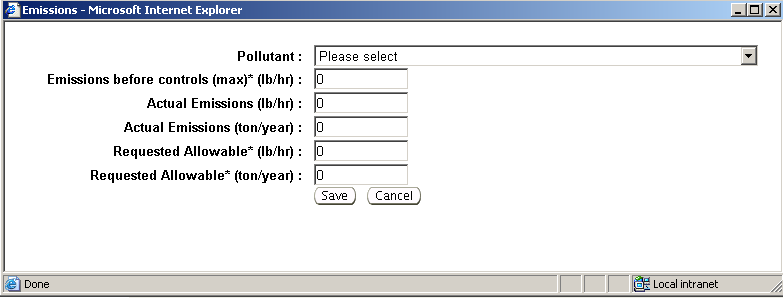 Emissions - Microsoft Internet Explorer
Pollutant : Please select
Emissions before controls (max)* (lb/hr) : 0
Actual Emissions (lb/hr) : 0
Actual Emissions (ton/year) : 0
Requested Allowable* (lb/hr) : 0
Requested Allowable* (ton/year) : 0
Save Cancel
Done Local intranet